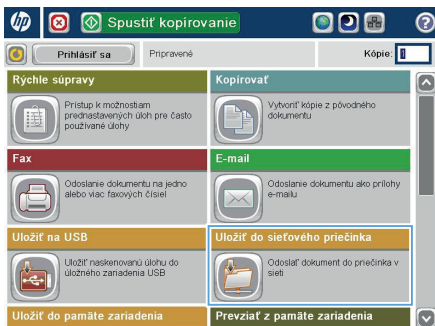 hp
Spustiť kopírovanie
?
Prihlásiť sa
Pripravené
Kópie: 1
Rýchle súpravy
Prístup k možnostiam
prednastavených úloh pre často
používané úlohy
Kopírovať
Vytvoriť kópie z pôvodného
dokumentu
Fax
Odoslanie dokumentu na jedno
alebo viac faxových čísiel
E-mail
Odoslanie dokumentu ako prílohy
e-mailu
Uložiť na USB
Uložiť naskenovanú úlohu do
úložného zariadenia USB
Uložiť do sieťového priečinka
Odoslať dokument do priečinka v
sieti
Uložiť do pamäte zariadenia
Prevziať z pamäte zariadenia